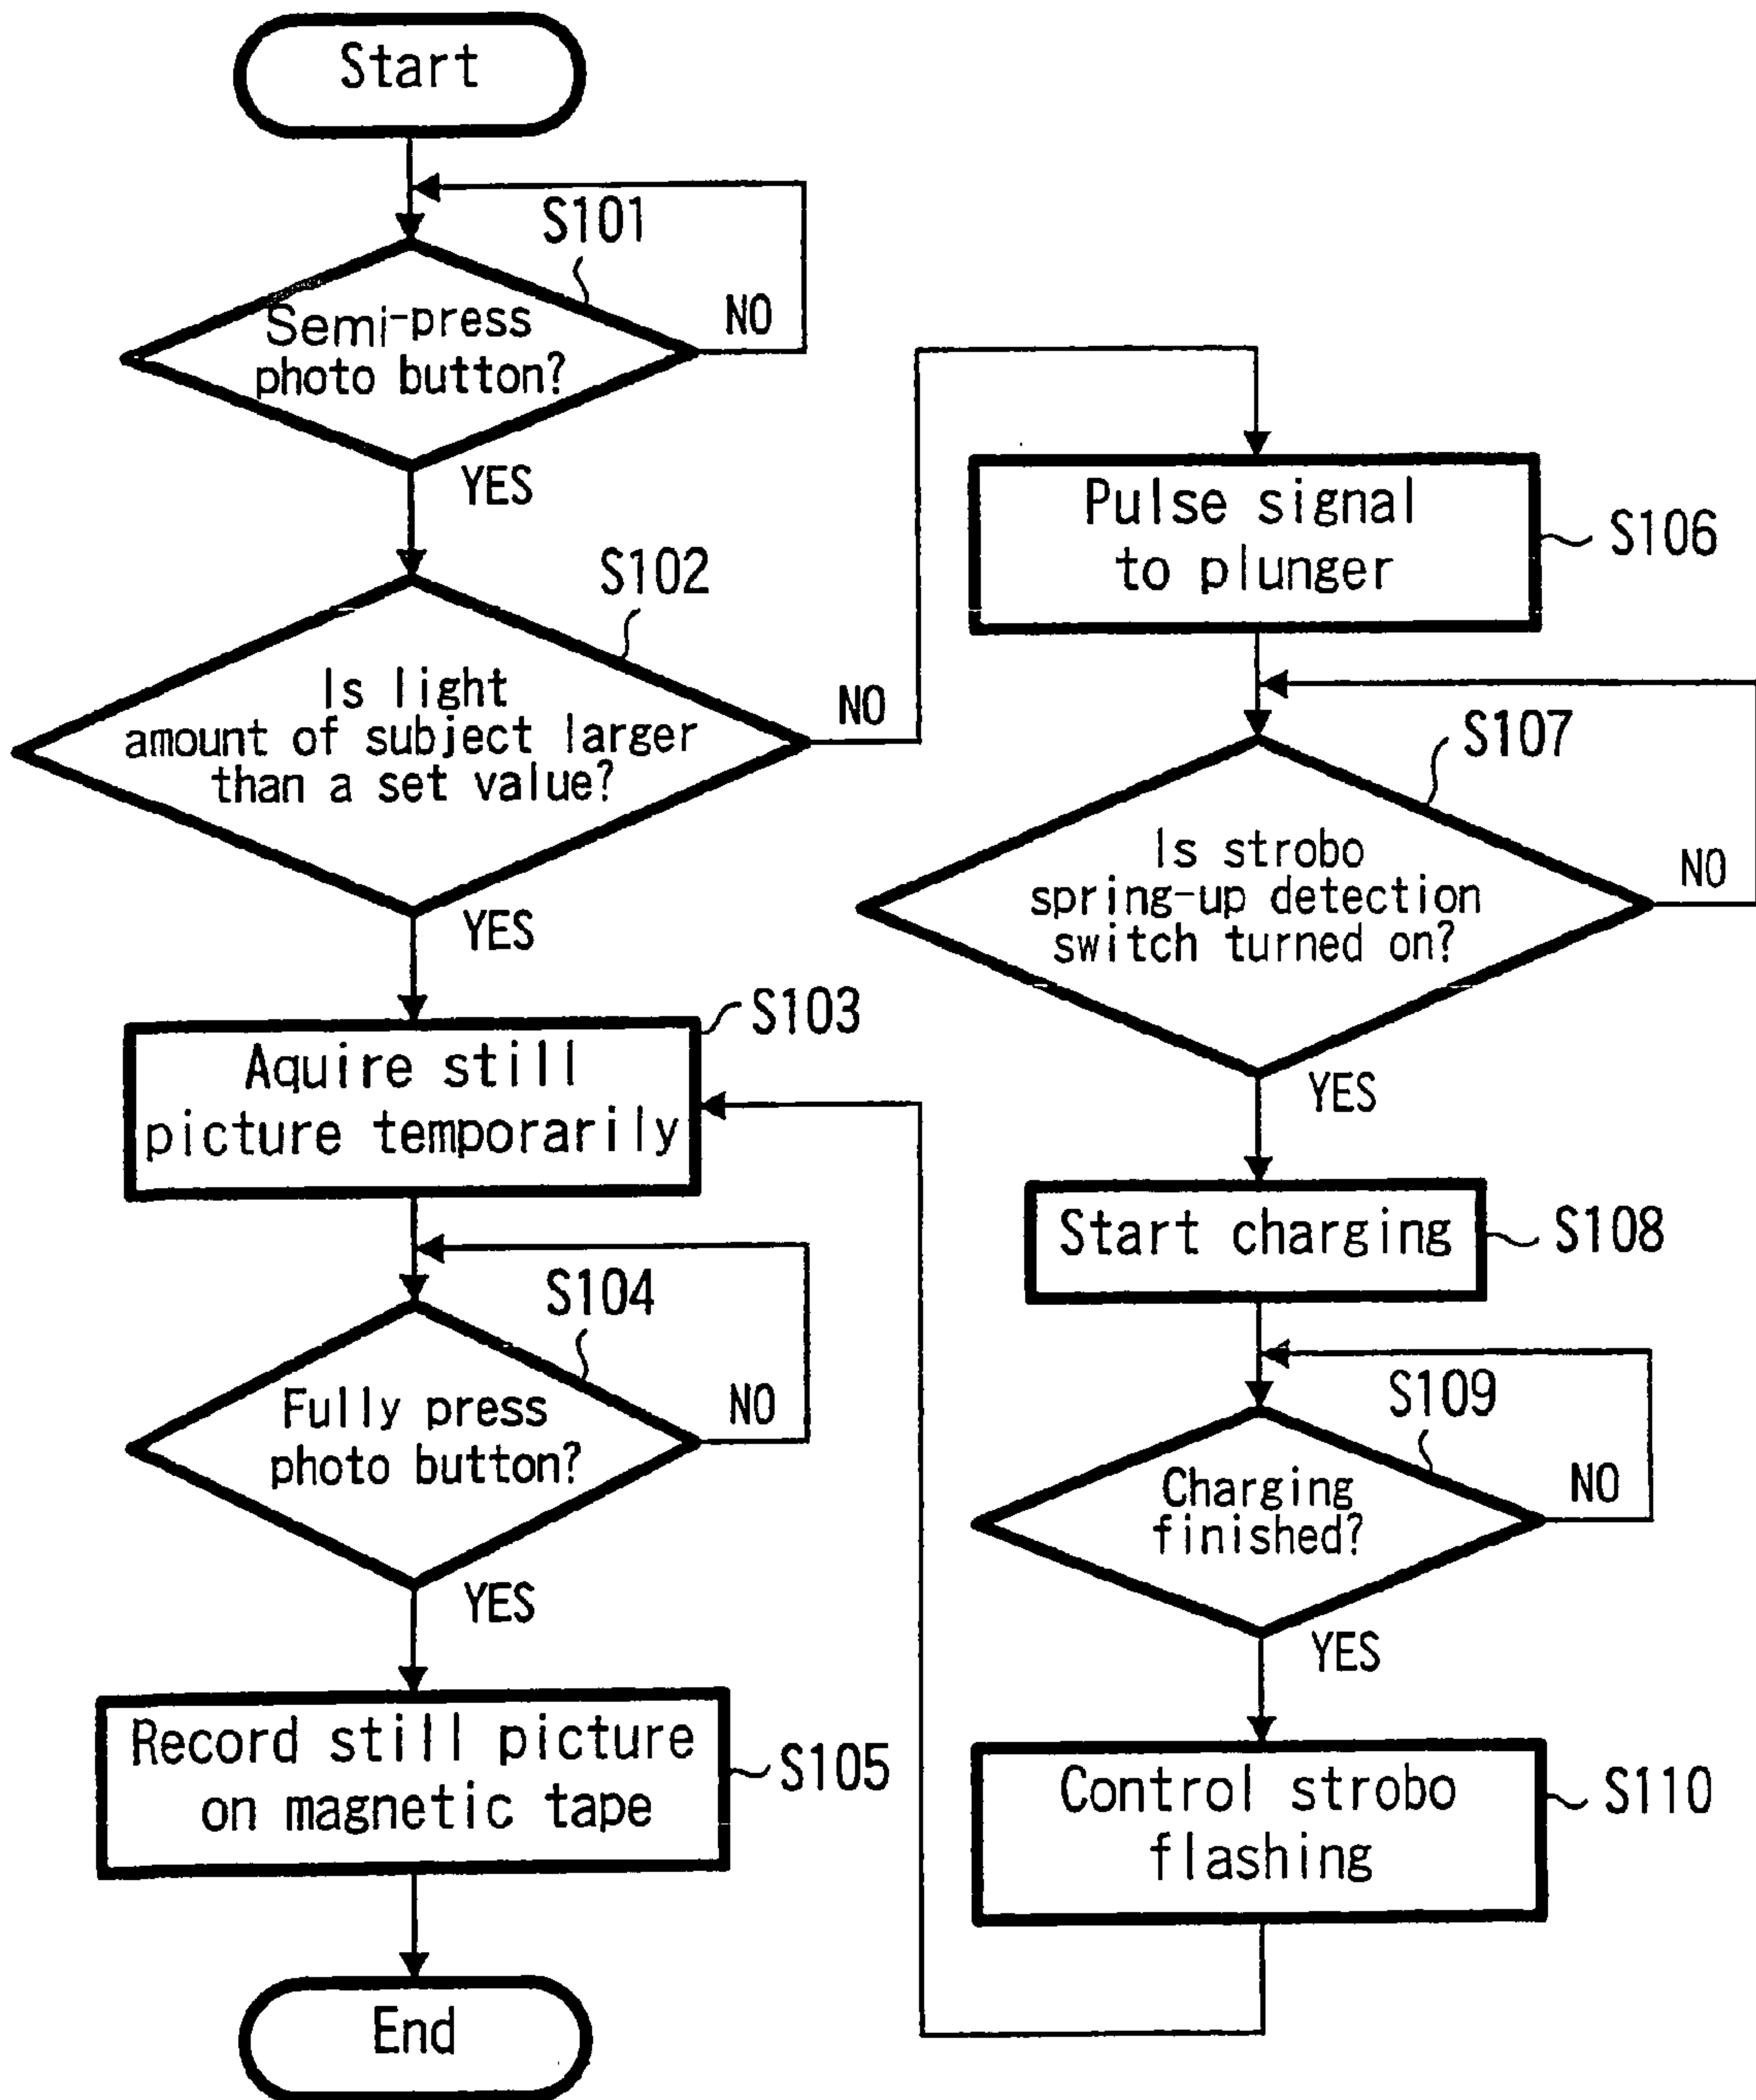 Start
S101
Semi-press
photo button?
NO
YES
S102
Is light
amount of subject larger
than a set value?
NO
YES
S103
Aquire still
picture temporarily
S104
Fully press
photo button?
NO
YES
Record still picture
on magnetic tape
S105
End
Pulse signal
to plunger
S106
S107
Is strobo
spring-up detection
switch turned on?
NO
YES
Start charging
S108
S109
Charging
finished?
NO
YES
Control strobo
flashing
S110